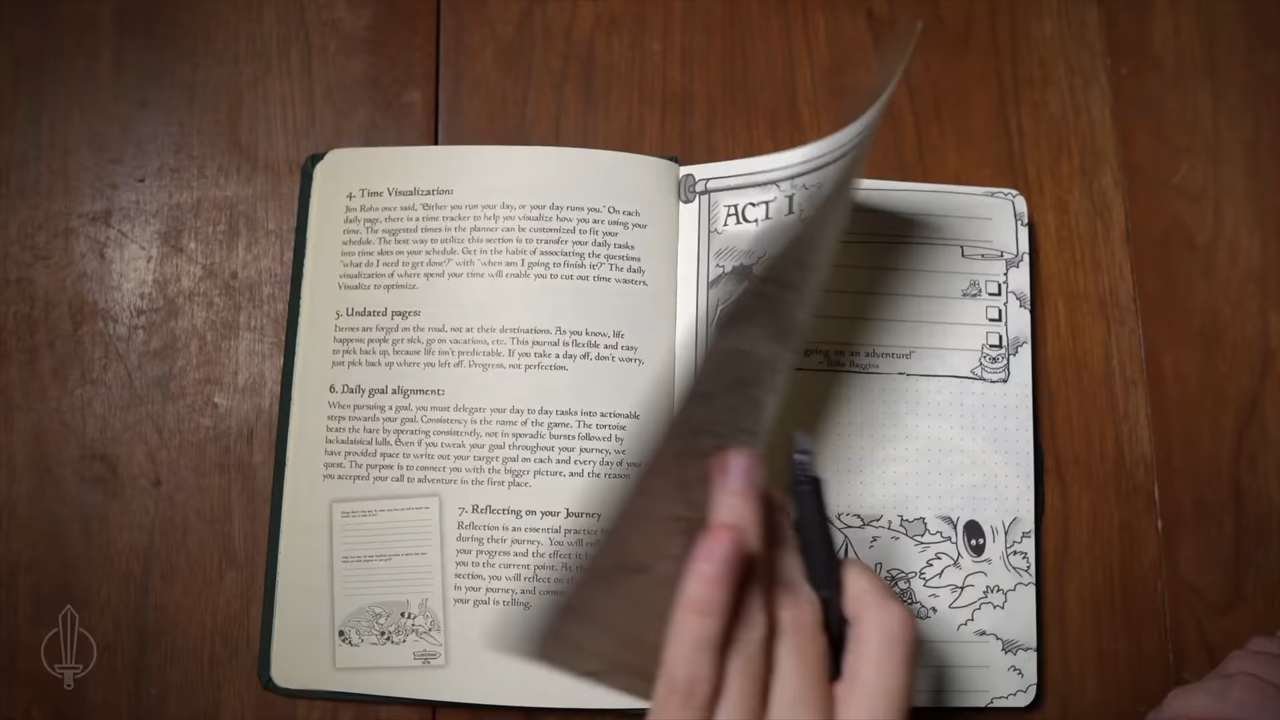 4. Time Visualization:
Jim Rohn once said, "Either you run your day, or your day runs you." On each
daily page, there is a time tracker to help you visualize how you are using your
time. The suggested times in the planner can be customized to fit your
schedule. The best way to utilize this section is to transfer your daily tasks
into time slots on your schedule. Get in the habit of associating the questions
"what do I need to get done?" with "when am I going to finish it?" The daily
visualization of where spend your time will enable you to cut out time wasters.
Visualize to optimize.
5. Undated pages:
Heroes are forged on the road, not at their destinations. As you know, life
happens; people get sick, go on vacations, etc. This journal is flexible and easy
to pick back up, because life isn't predictable. If you take a day off, don't worry,
just pick back up where you left off. Progress, not perfection.
6. Daily goal alignment:
When pursuing a goal, you must delegate your day to day tasks into actionable
steps towards your goal. Consistency is the name of the game. The tortoise
beats the hare by operating consistently, not in sporadic bursts followed by
lackadaisical lulls. Even if you tweak your goal throughout your journey, we
have provided space to write out your target goal on each and every day of your
quest. The purpose is to connect you with the bigger picture, and the reason
you accepted your call to adventure in the first place.
7. Reflecting on your Journey
Reflection is an essential practice
during their journey. You will
your progress and the effect it
you to the current point. At
section, you will reflect on
in your journey, and
your goal is telling.
ACT I
going on an adventure!"
~ Bilbo Baggins